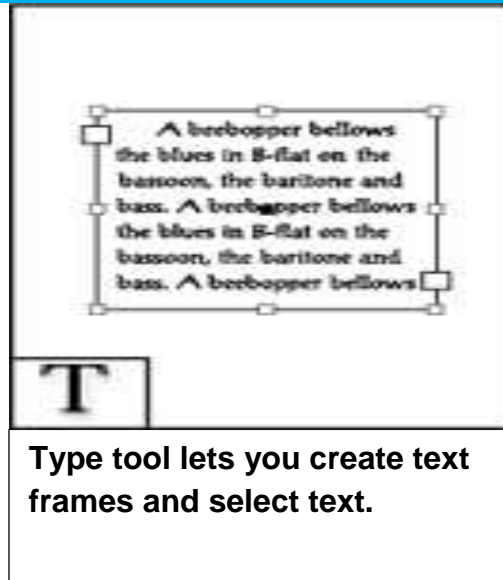 A beebopper bellows
the blues in B-flat on the
bassoon, the baritone and
bass. A beebopper bellows
the blues in B-flat on the
bassoon, the baritone and
bass. A beebopper bellows
T
Type tool lets you create text
frames and select text.